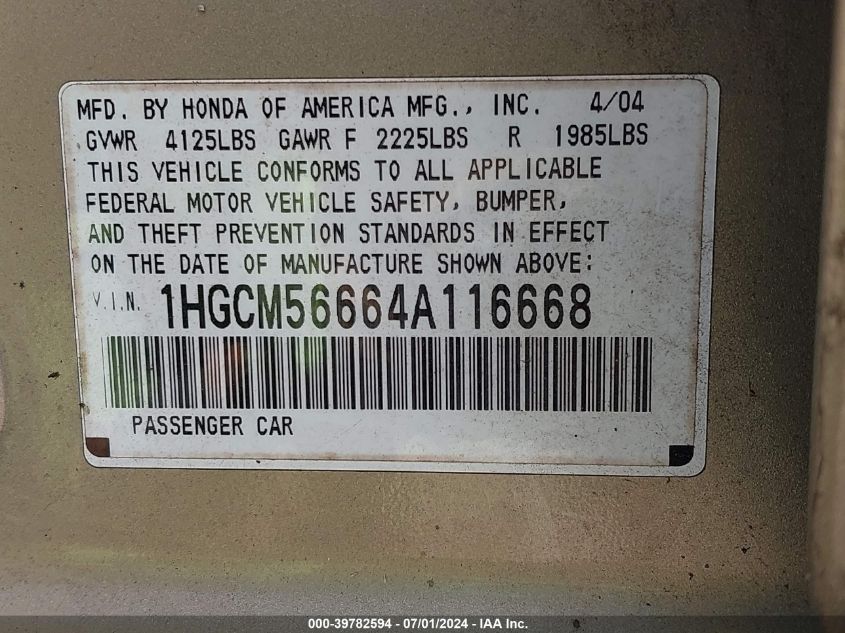 MFD. BY HONDA OF AMERICA MFG., INC. 4/04
GVWR 4125LBS GAWR F 2225LBS R 1985LBS
THIS VEHICLE CONFORMS TO ALL APPLICABLE
FEDERAL MOTOR VEHICLE SAFETY, BUMPER,
AND THEFT PREVENTION STANDARDS IN EFFECT
ON THE DATE OF MANUFACTURE SHOWN ABOVE:
V.I.N. 1HGCM56664A116668
PASSENGER CAR
000-39782594 - 07/01/2024 - IAA Inc.